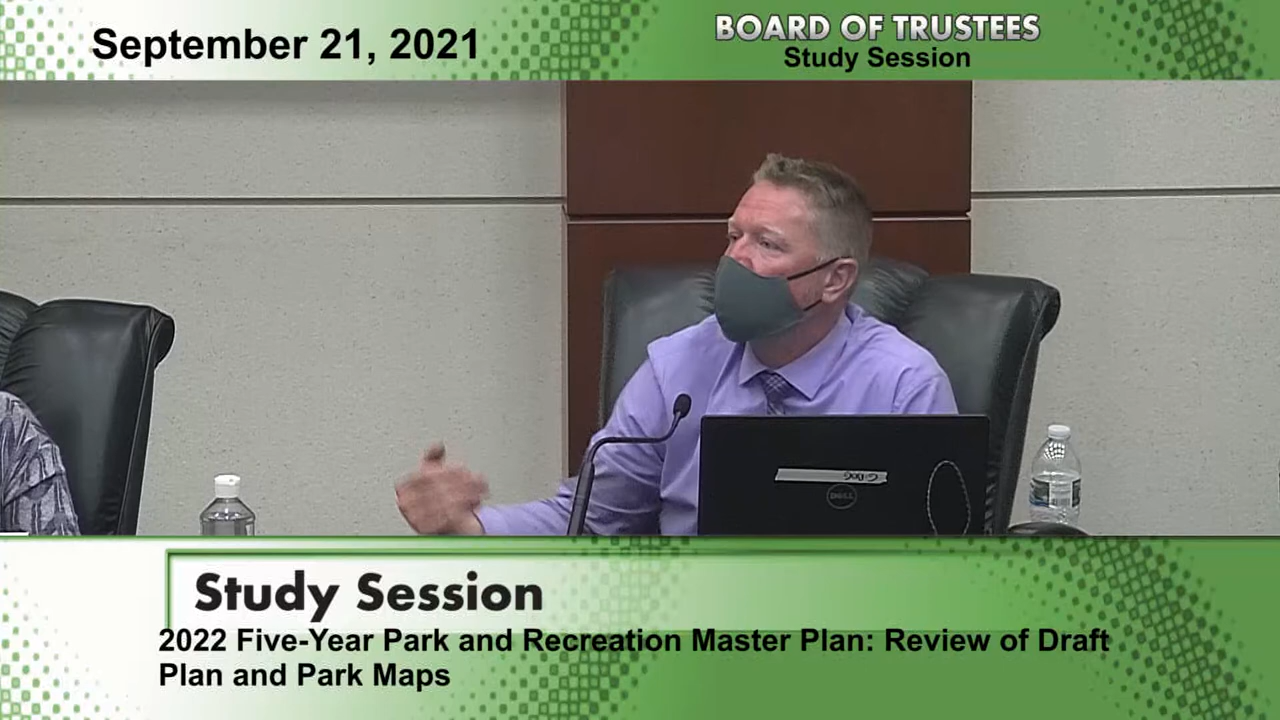 September 21, 2021
BOARD OF TRUSTEES
Study Session
DELL
Study Session
2022 Five-Year Park and Recreation Master Plan: Review of Draft
Plan and Park Maps